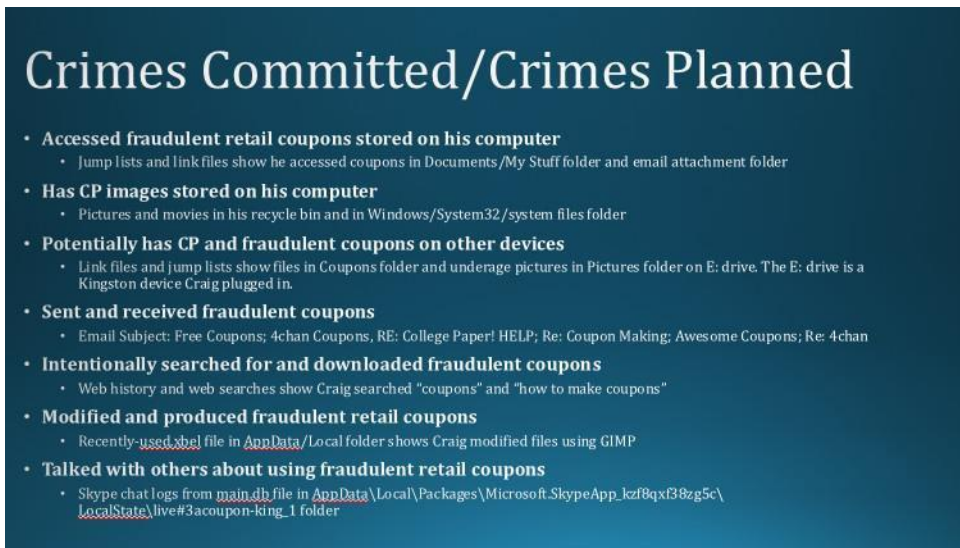 Crimes Committed/Crimes Planned
• Accessed fraudulent retail coupons stored on his computer
• Jump lists and link files show he accessed coupons in Documents/My Stuff folder and email attachment folder
• Has CP images stored on his computer
• Pictures and movies in his recycle bin and in Windows/System32/system files folder
• Potentially has CP and fraudulent coupons on other devices
• Link files and jump lists show files in Coupons folder and underage pictures in Pictures folder on E: drive. The E: drive is a
Kingston device Craig plugged in.
• Sent and received fraudulent coupons
• Email Subject: Free Coupons; 4chan Coupons, RE: College Paper! HELP; Re: Coupon Making; Awesome Coupons; Re: 4chan
• Intentionally searched for and downloaded fraudulent coupons
• Web history and web searches show Craig searched “coupons” and “how to make coupons”
• Modified and produced fraudulent retail coupons
• Recently-used.xbel file in AppData/Local folder shows Craig modified files using GIMP
• Talked with others about using fraudulent retail coupons
• Skype chat logs from main.db file in AppData\Local\Packages\Microsoft.SkypeApp_kzf8qxf38zg5c\
LocalState\live#3acoupon-king_1 folder